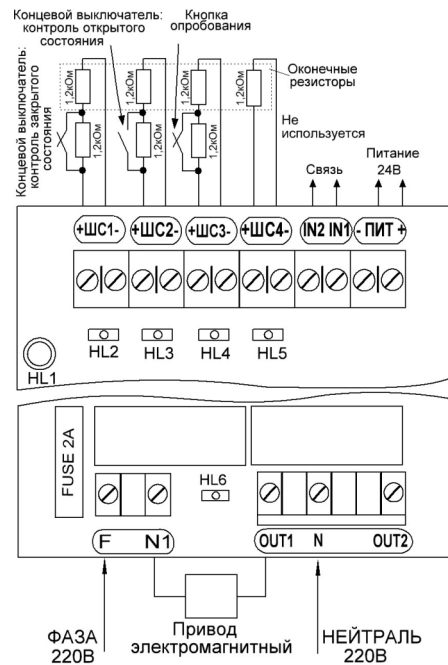 Концевой выключатель:
контроль открытого
состояния
Кнопка
опробования
Концевой выключатель:
контроль закрытого
состояния
1,2кОм
1,2кОм
1,2кОм
1,2кОм
Оконечные
резисторы
1,2кОм
1,2кОм
1,2кОм
Не
используется
Связь
Питание
24В
+ШС1-
+ШС2-
+ШС3-
+ШС4-
IN2 IN1
- ПИТ +
HL1
HL2
HL3
HL4
HL5
FUSE 2A
HL6
F N1
OUT1 N OUT2
ФАЗА
220В
Привод
электромагнитный
НЕЙТРАЛЬ
220В